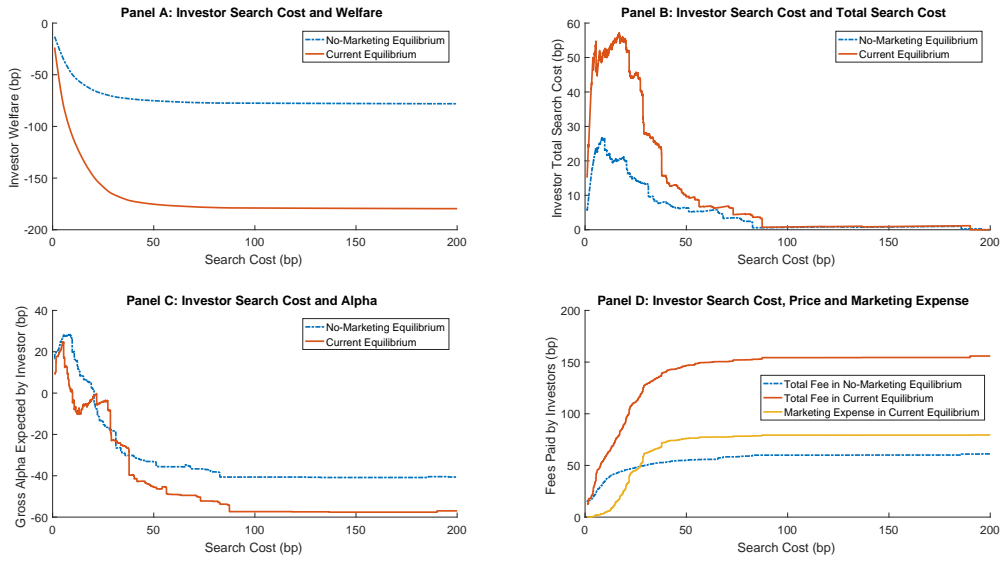 Panel A: Investor Search Cost and Welfare
0
-50
-100
-150
-200
Investor Welfare (bp)
No-Marketing Equilibrium
Current Equilibrium
0 50 100 150 200
Search Cost (bp)
Panel B: Investor Search Cost and Total Search Cost
60
50
40
30
20
10
0
Investor Total Search Cost (bp)
No-Marketing Equilibrium
Current Equilibrium
0 50 100 150 200
Search Cost (bp)
Panel C: Investor Search Cost and Alpha
40
20
0
-20
-40
-60
Gross Alpha Expected by Investor (bp)
No-Marketing Equilibrium
Current Equilibrium
0 50 100 150 200
Search Cost (bp)
Panel D: Investor Search Cost, Price and Marketing Expense
200
150
100
50
0
Fees Paid by Investors (bp)
Total Fee in No-Marketing Equilibrium
Total Fee in Current Equilibrium
Marketing Expense in Current Equilibrium
0 50 100 150 200
Search Cost (bp)